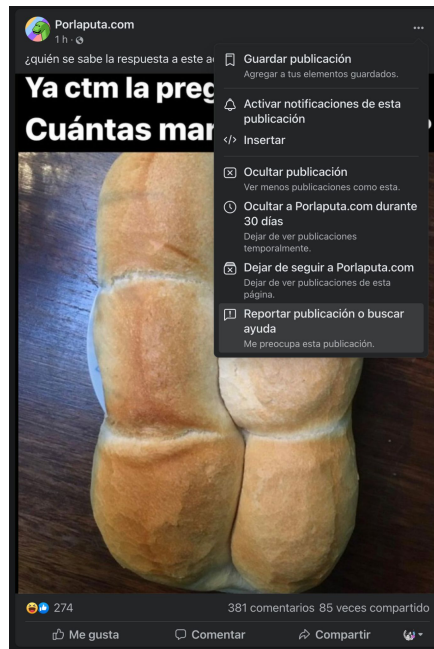 Porlaputa.com
1 h ·
¿quién se sabe la respuesta a este
Ya ctm la
Cuántas
Guardar publicación
Agregar a tus elementos guardados.
Activar notificaciones de esta
publicación
</> Insertar
Ocultar publicación
Ver menos publicaciones como esta.
Ocultar a Porlaputa.com durante
30 días
Dejar de ver publicaciones
temporalmente.
Dejar de seguir a Porlaputa.com
Dejar de ver publicaciones de esta
página.
Reportar publicación o buscar
ayuda
Me preocupa esta publicación.
274
381 comentarios 85 veces compartido
Me gusta
Comentar
Compartir